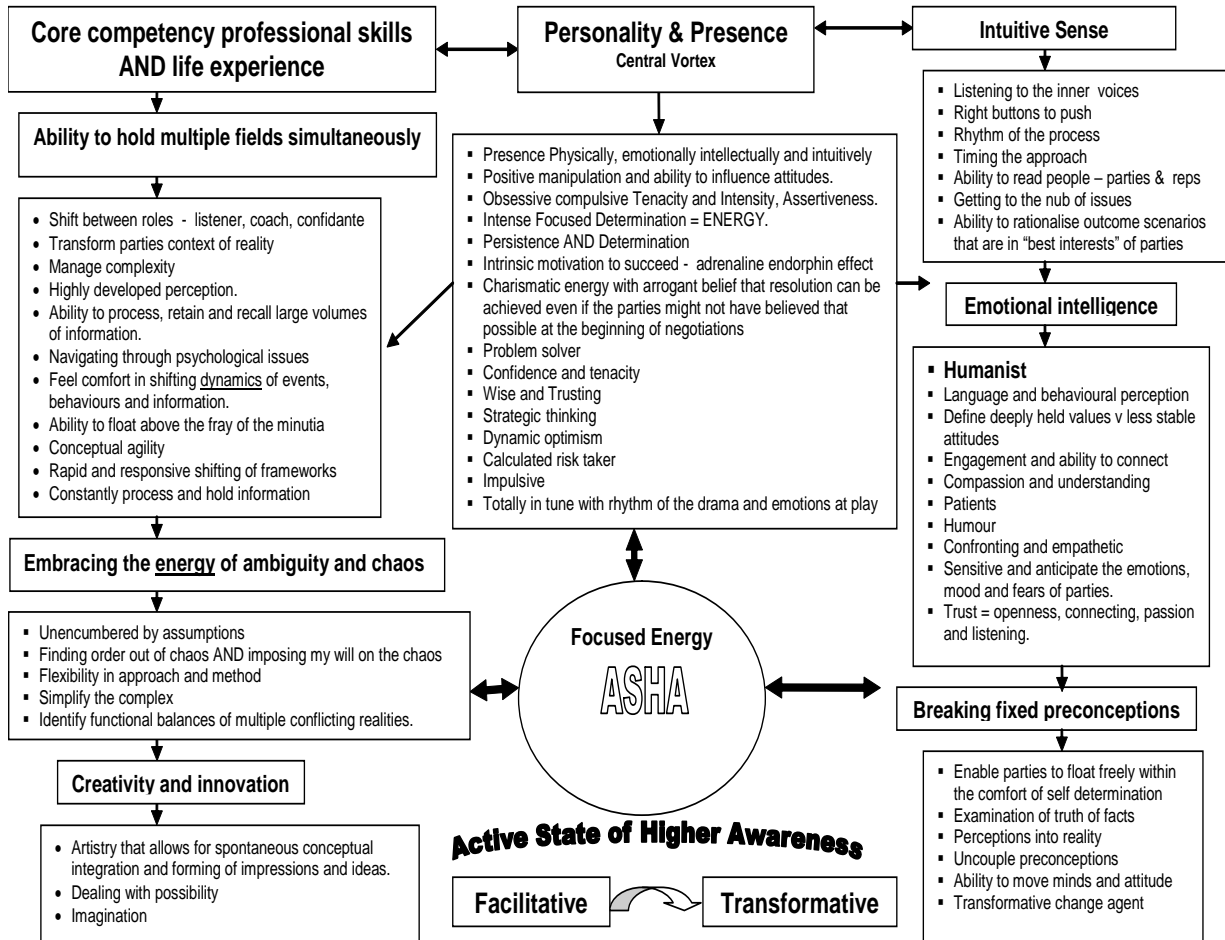 Core competency professional skills
AND life experience
Ability to hold multiple fields simultaneously
• Shift between roles - listener, coach, confidante
• Transform parties context of reality
• Manage complexity
• Highly developed perception.
• Ability to process, retain and recall large volumes
of information.
• Navigating through psychological issues
• Feel comfort in shifting dynamics of events,
behaviours and information.
• Ability to float above the fray of the minutia
• Conceptual agility
• Rapid and responsive shifting of frameworks
• Constantly process and hold information
Embracing the energy of ambiguity and chaos
▪ Unencumbered by assumptions
▪ Finding order out of chaos AND imposing my will on the chaos
▪ Flexibility in approach and method
▪ Simplify the complex
▪ Identify functional balances of multiple conflicting realities.
Creativity and innovation
• Artistry that allows for spontaneous conceptual
integration and forming of impressions and ideas.
• Dealing with possibility
• Imagination
Personality & Presence
Central Vortex
▪ Presence Physically, emotionally intellectually and intuitively
▪ Positive manipulation and ability to influence attitudes.
▪ Obsessive compulsive Tenacity and Intensity, Assertiveness.
▪ Intense Focused Determination = ENERGY.
▪ Persistence AND Determination
▪ Intrinsic motivation to succeed - adrenaline endorphin effect
▪ Charismatic energy with arrogant belief that resolution can be
achieved even if the parties might not have believed that
possible at the beginning of negotiations
▪ Problem solver
▪ Confidence and tenacity
▪ Wise and Trusting
▪ Strategic thinking
▪ Dynamic optimism
▪ Calculated risk taker
▪ Impulsive
▪ Totally in tune with rhythm of the drama and emotions at play
Focused Energy
ASHA
Active State of Higher Awareness
Facilitative
Transformative
Intuitive Sense
▪ Listening to the inner voices
▪ Right buttons to push
▪ Rhythm of the process
▪ Timing the approach
▪ Ability to read people – parties & reps
▪ Getting to the nub of issues
▪ Ability to rationalise outcome scenarios
that are in “best interests” of parties
Emotional intelligence
▪ Humanist
▪ Language and behavioural perception
▪ Define deeply held values v less stable
attitudes
▪ Engagement and ability to connect
▪ Compassion and understanding
▪ Patients
▪ Humour
▪ Confronting and empathetic
▪ Sensitive and anticipate the emotions,
mood and fears of parties.
▪ Trust = openness, connecting, passion
and listening.
Breaking fixed preconceptions
▪ Enable parties to float freely within
the comfort of self determination
▪ Examination of truth of facts
▪ Perceptions into reality
▪ Uncouple preconceptions
▪ Ability to move minds and attitude
▪ Transformative change agent